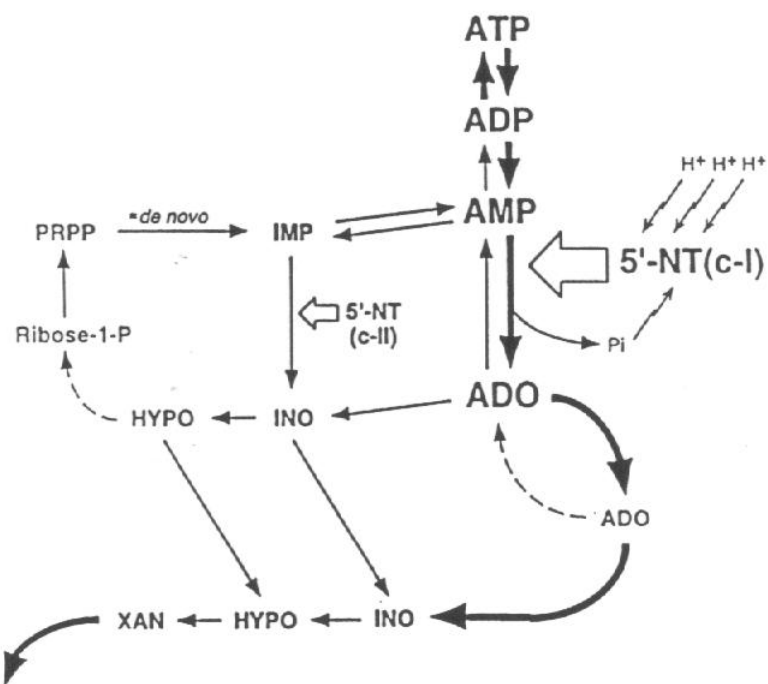 ATP
ADP
H+ H+ H+
AMP
PRPP
*de novo
IMP
5'-NT(c-I)
5'-NT
(c-II)
Ribose-1-P
Pi
ADO
HYPO
INO
ADO
XAN
HYPO
INO